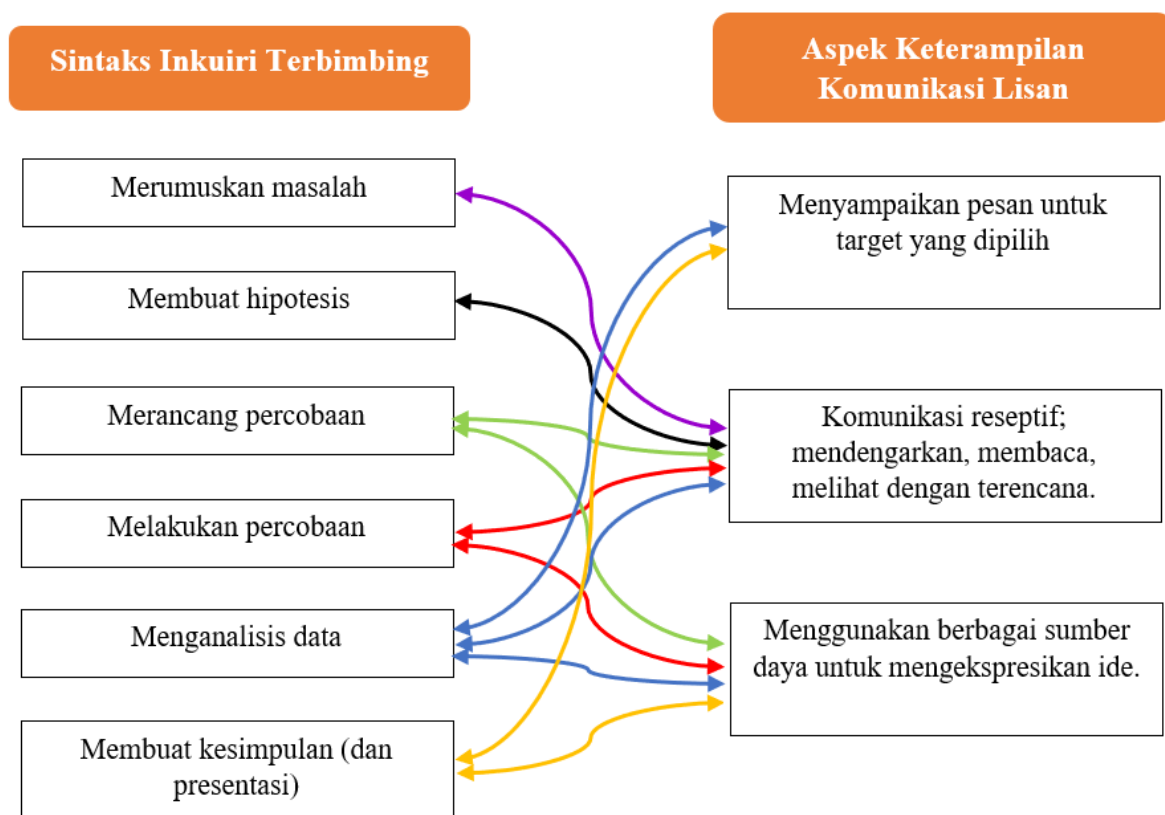 Sintaks Inkuiri Terbimbing
Merumuskan masalah
Membuat hipotesis
Merancang percobaan
Melakukan percobaan
Menganalisis data
Membuat kesimpulan (dan
presentasi)
Aspek Keterampilan
Komunikasi Lisan
Menyampaikan pesan untuk
target yang dipilih
Komunikasi reseptif;
mendengarkan, membaca,
melihat dengan terencana.
Menggunakan berbagai sumber
daya untuk mengekspresikan ide.